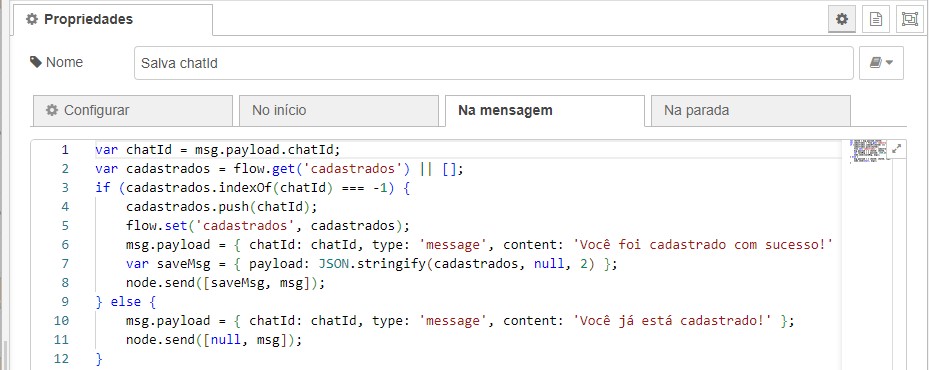 Propriedades
Nome
Salva chatId
Configurar
No início
Na mensagem
Na parada
1 var chatId = msg.payload.chatId;
2 var cadastrados = flow.get('cadastrados') || [];
3 if (cadastrados.indexOf(chatId) === -1) {
4 cadastrados.push(chatId);
5 flow.set('cadastrados', cadastrados);
6 msg.payload = { chatId: chatId, type: 'message', content: 'Você foi cadastrado com sucesso!'
7 var saveMsg = { payload: JSON.stringify(cadastrados, null, 2) };
8 node.send([saveMsg, msg]);
9 } else {
10 msg.payload = { chatId: chatId, type: 'message', content: 'Você já está cadastrado!' };
11 node.send([null, msg]);
12 }